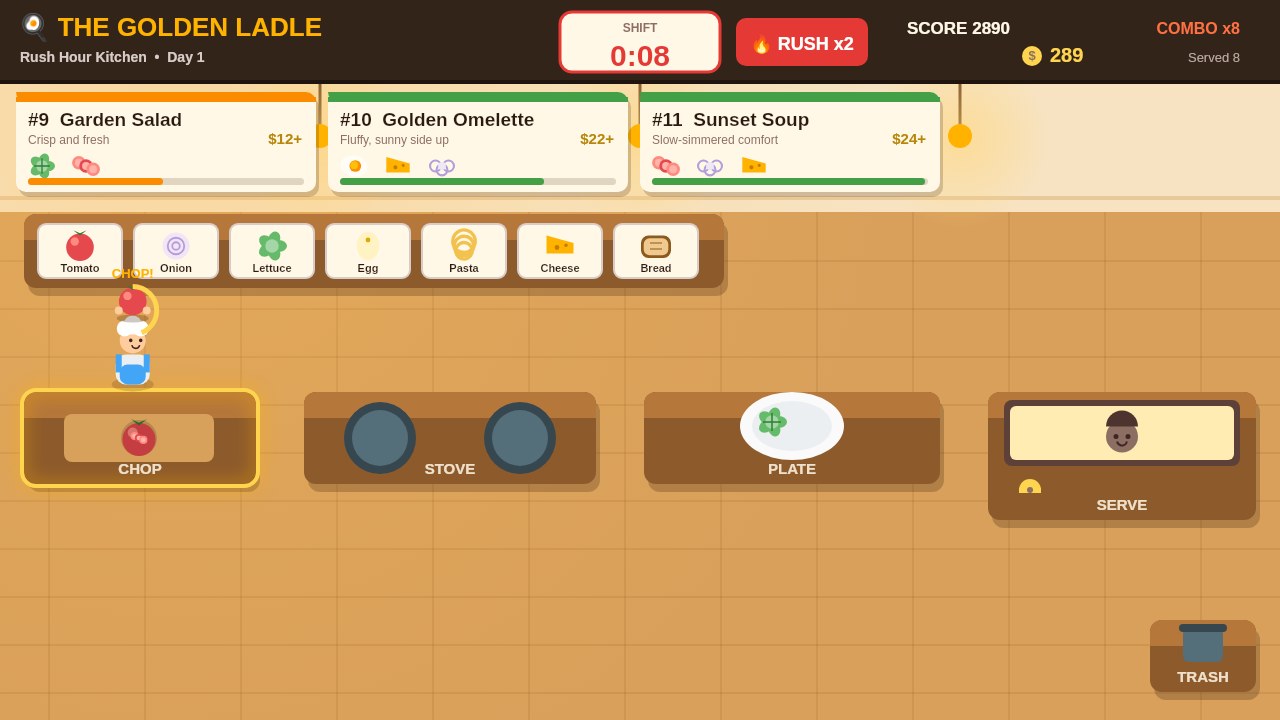 THE GOLDEN LADLE
Rush Hour Kitchen • Day 1
SHIFT
0:08
🔥 RUSH x2
SCORE 2890
$ 289
COMBO x8
Served 8
#9 Garden Salad
Crisp and fresh
$12+
#10 Golden Omelette
Fluffy, sunny side up
$22+
#11 Sunset Soup
Slow-simmered comfort
$24+
Tomato
Onion
Lettuce
Egg
Pasta
Cheese
Bread
CHOP!
CHOP
STOVE
PLATE
SERVE
TRASH